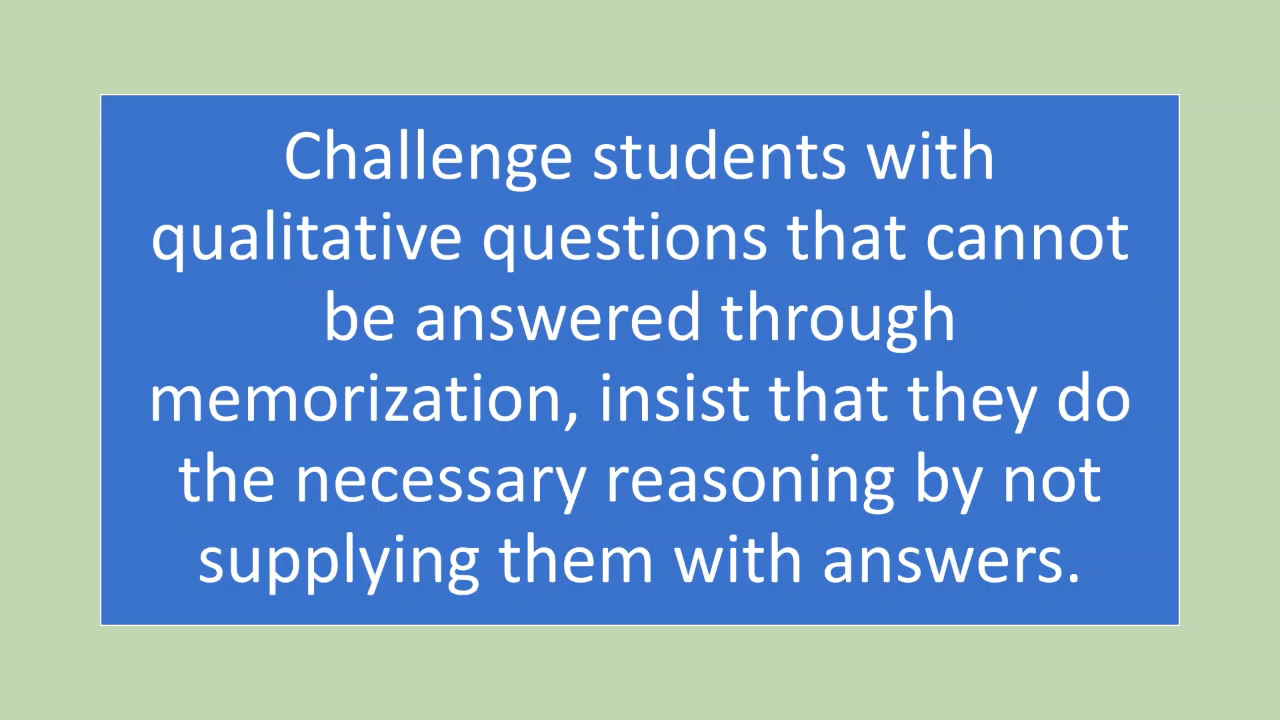 Challenge students with
qualitative questions that cannot
be answered through
memorization, insist that they do
the necessary reasoning by not
supplying them with answers.